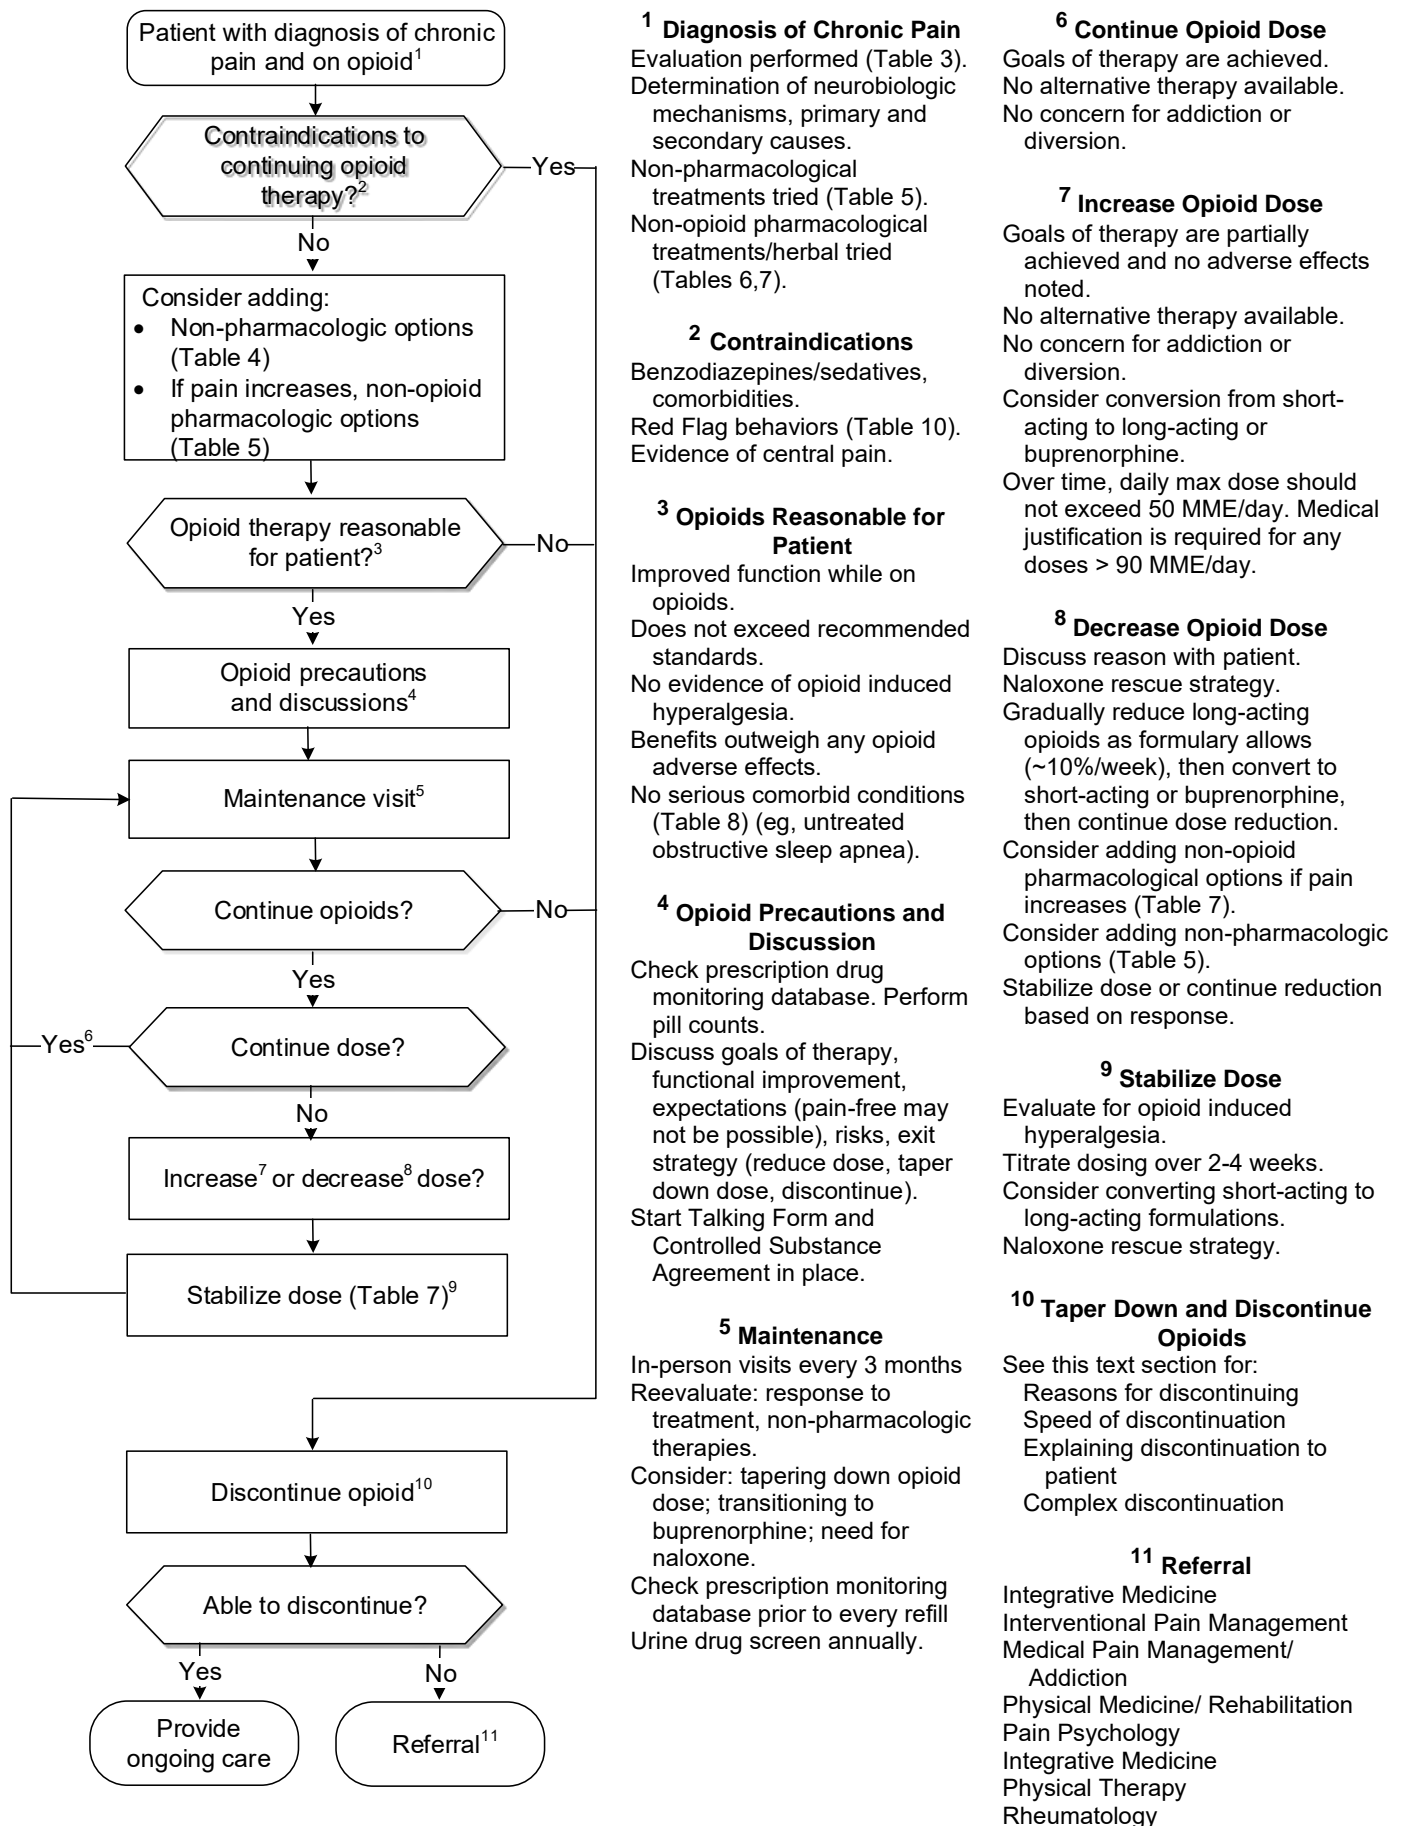 Patient with diagnosis of chronic
pain and on opioid1
Contraindications to
continuing opioid
therapy?2
Yes
No
Consider adding:
• Non-pharmacologic options
(Table 4)
• If pain increases, non-opioid
pharmacologic options
(Table 5)
Opioid therapy reasonable
for patient?3
No
Yes
Opioid precautions
and discussions4
Maintenance visit5
Continue opioids?
No
Yes
Continue dose?
Yes6
No
Increase7 or decrease8 dose?
Stabilize dose (Table 7)9
Discontinue opioid10
Able to discontinue?
Yes
No
Provide
ongoing care
Referral11
1 Diagnosis of Chronic Pain
Evaluation performed (Table 3).
Determination of neurobiologic
mechanisms, primary and
secondary causes.
Non-pharmacological
treatments tried (Table 5).
Non-opioid pharmacological
treatments/herbal tried
(Tables 6,7).
2 Contraindications
Benzodiazepines/sedatives,
comorbidities.
Red Flag behaviors (Table 10).
Evidence of central pain.
3 Opioids Reasonable for
Patient
Improved function while on
opioids.
Does not exceed recommended
standards.
No evidence of opioid induced
hyperalgesia.
Benefits outweigh any opioid
adverse effects.
No serious comorbid conditions
(Table 8) (eg, untreated
obstructive sleep apnea).
4 Opioid Precautions and
Discussion
Check prescription drug
monitoring database. Perform
pill counts.
Discuss goals of therapy,
functional improvement,
expectations (pain-free may
not be possible), risks, exit
strategy (reduce dose, taper
down dose, discontinue).
Start Talking Form and
Controlled Substance
Agreement in place.
5 Maintenance
In-person visits every 3 months
Reevaluate: response to
treatment, non-pharmacologic
therapies.
Consider: tapering down opioid
dose; transitioning to
buprenorphine; need for
naloxone.
Check prescription monitoring
database prior to every refill
Urine drug screen annually.
6 Continue Opioid Dose
Goals of therapy are achieved.
No alternative therapy available.
No concern for addiction or
diversion.
7 Increase Opioid Dose
Goals of therapy are partially
achieved and no adverse effects
noted.
No alternative therapy available.
No concern for addiction or
diversion.
Consider conversion from short-
acting to long-acting or
buprenorphine.
Over time, daily max dose should
not exceed 50 MME/day. Medical
justification is required for any
doses > 90 MME/day.
8 Decrease Opioid Dose
Discuss reason with patient.
Naloxone rescue strategy.
Gradually reduce long-acting
opioids as formulary allows
(~10%/week), then convert to
short-acting or buprenorphine,
then continue dose reduction.
Consider adding non-opioid
pharmacological options if pain
increases (Table 7).
Consider adding non-pharmacologic
options (Table 5).
Stabilize dose or continue reduction
based on response.
9 Stabilize Dose
Evaluate for opioid induced
hyperalgesia.
Titrate dosing over 2-4 weeks.
Consider converting short-acting to
long-acting formulations.
Naloxone rescue strategy.
10 Taper Down and Discontinue
Opioids
See this text section for:
Reasons for discontinuing
Speed of discontinuation
Explaining discontinuation to
patient
Complex discontinuation
11 Referral
Integrative Medicine
Interventional Pain Management
Medical Pain Management/
Addiction
Physical Medicine/ Rehabilitation
Pain Psychology
Integrative Medicine
Physical Therapy
Rheumatology